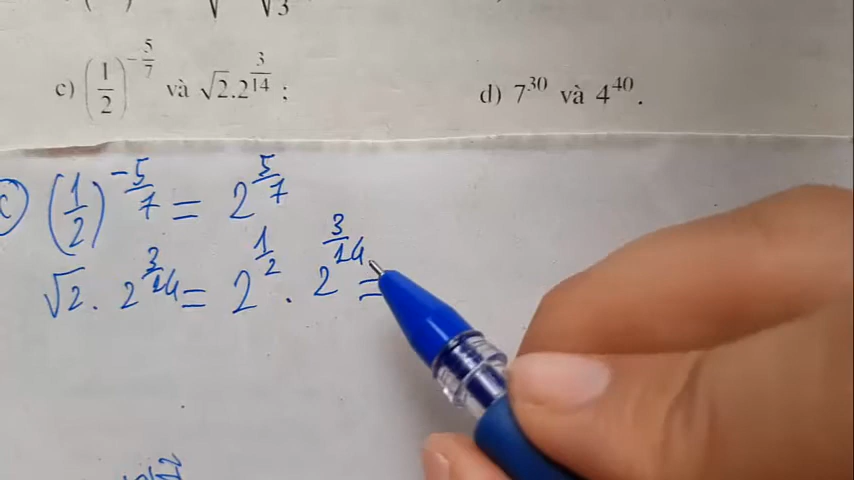 √3
c) (1/2)^(-5/7) và √2.2^(3/14) ;
d) 7^30 và 4^40.
c) (1/2)^(-5/7) = 2^(5/7)
√2 . 2^(3/14) = 2^(1/2) . 2^(3/14) =